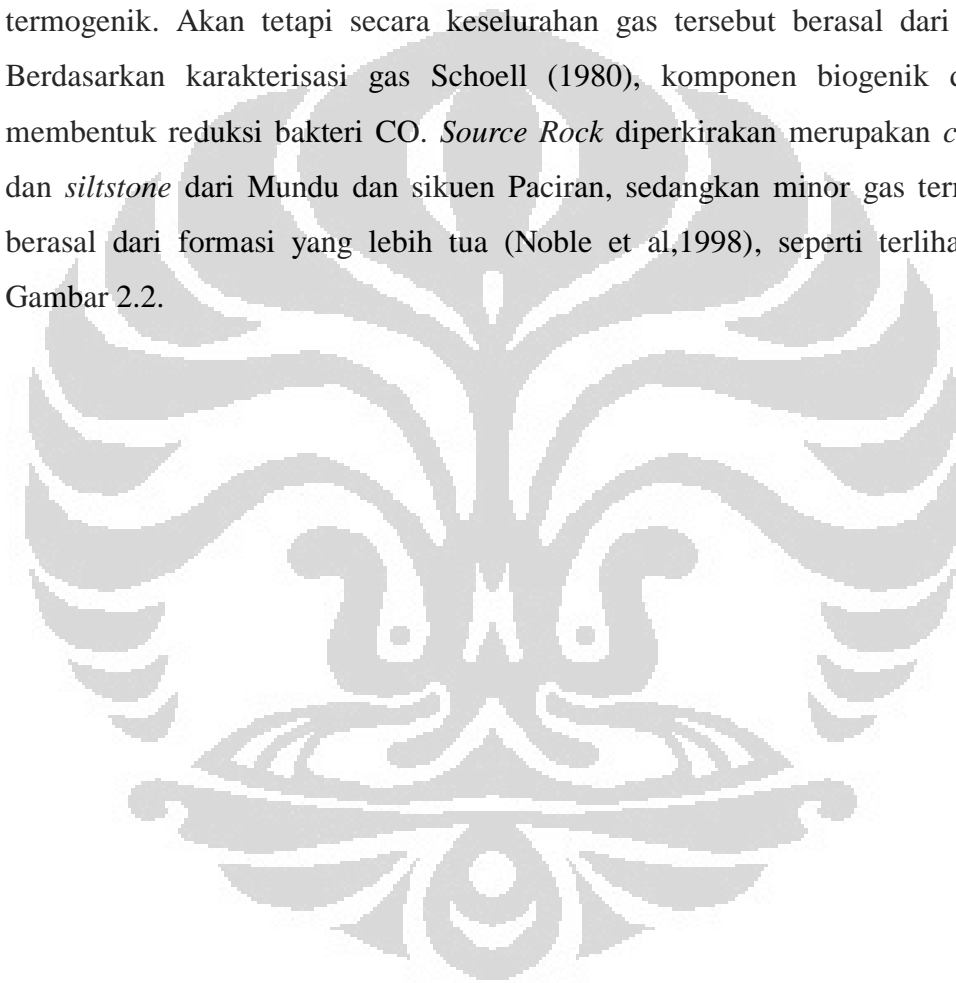 termogenik. Akan tetapi secara keselurahan gas tersebut berasal dari
Berdasarkan karakterisasi gas Schoell (1980), komponen biogenik
membentuk reduksi bakteri CO. Source Rock diperkirakan merupakan
dan siltstone dari Mundu dan sikuen Paciran, sedangkan minor gas
berasal dari formasi yang lebih tua (Noble et al,1998), seperti
Gambar 2.2.